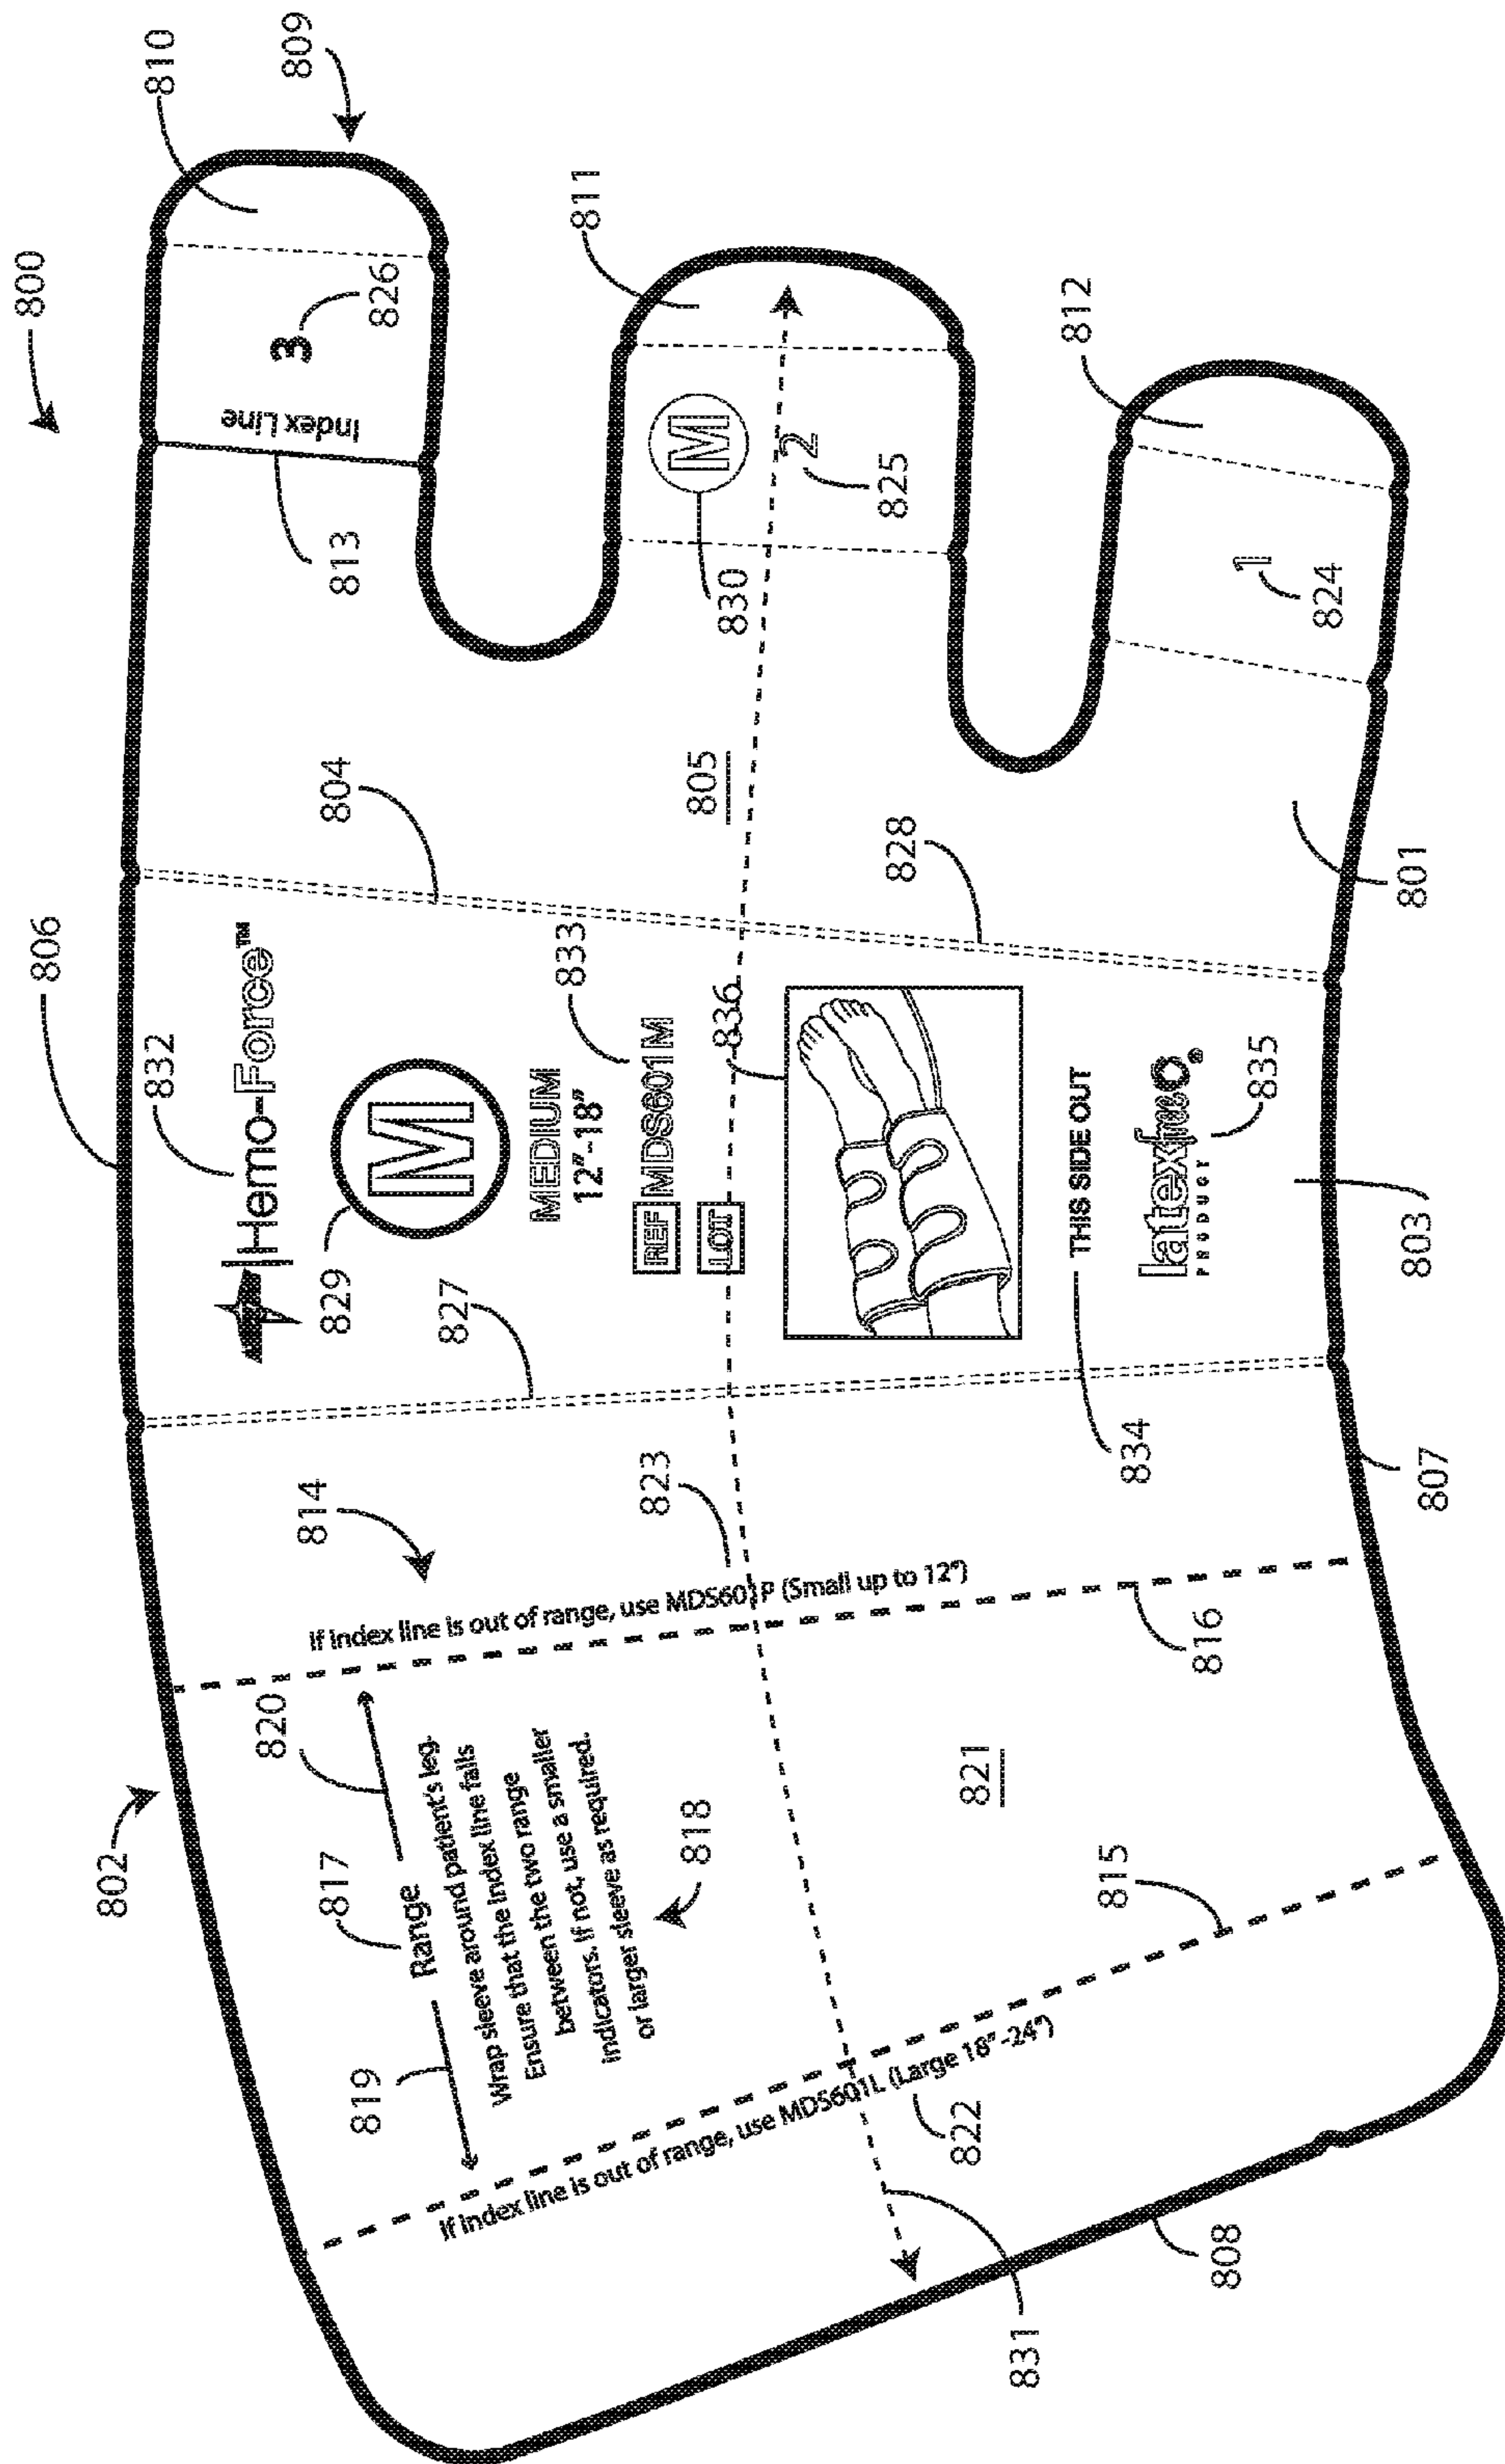 800
802
806
810
809
832
Hemo-Force™
829
M
MEDIUM
12"-18"
833
REF MDS601M
LOT
836
834
THIS SIDE OUT
latexfree®
PRODUCT
835
803
814
817
819
820
Range
Wrap sleeve around patient's leg.
Ensure that the index line falls
between the two range
indicators. If not, use a smaller
or larger sleeve as required.
818
If index line is out of range, use MDS601L (Large 18"-24")
822
If index line is out of range, use MDS601P (Small up to 12")
823
827
821
815
816
831
808
807
804
805
828
801
813
Index Line
3
826
811
M
830
2
825
812
1
824